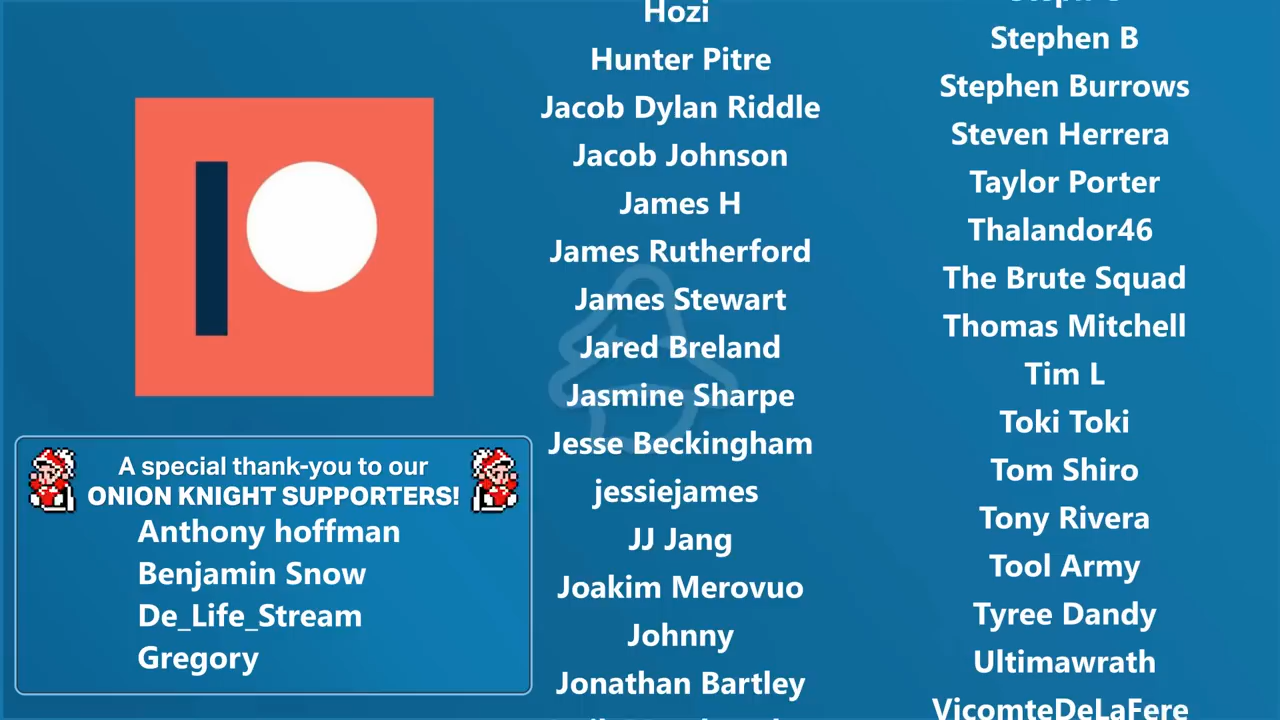 A special thank-you to our
ONION KNIGHT SUPPORTERS!
Anthony hoffman
Benjamin Snow
De_Life_Stream
Gregory
Hozi
Hunter Pitre
Jacob Dylan Riddle
Jacob Johnson
James H
James Rutherford
James Stewart
Jared Breland
Jasmine Sharpe
Jesse Beckingham
jessiejames
JJ Jang
Joakim Merovuo
Johnny
Jonathan Bartley
Stephen B
Stephen Burrows
Steven Herrera
Taylor Porter
Thalandor46
The Brute Squad
Thomas Mitchell
Tim L
Toki Toki
Tom Shiro
Tony Rivera
Tool Army
Tyree Dandy
Ultimawrath
VicomteDeLaFere